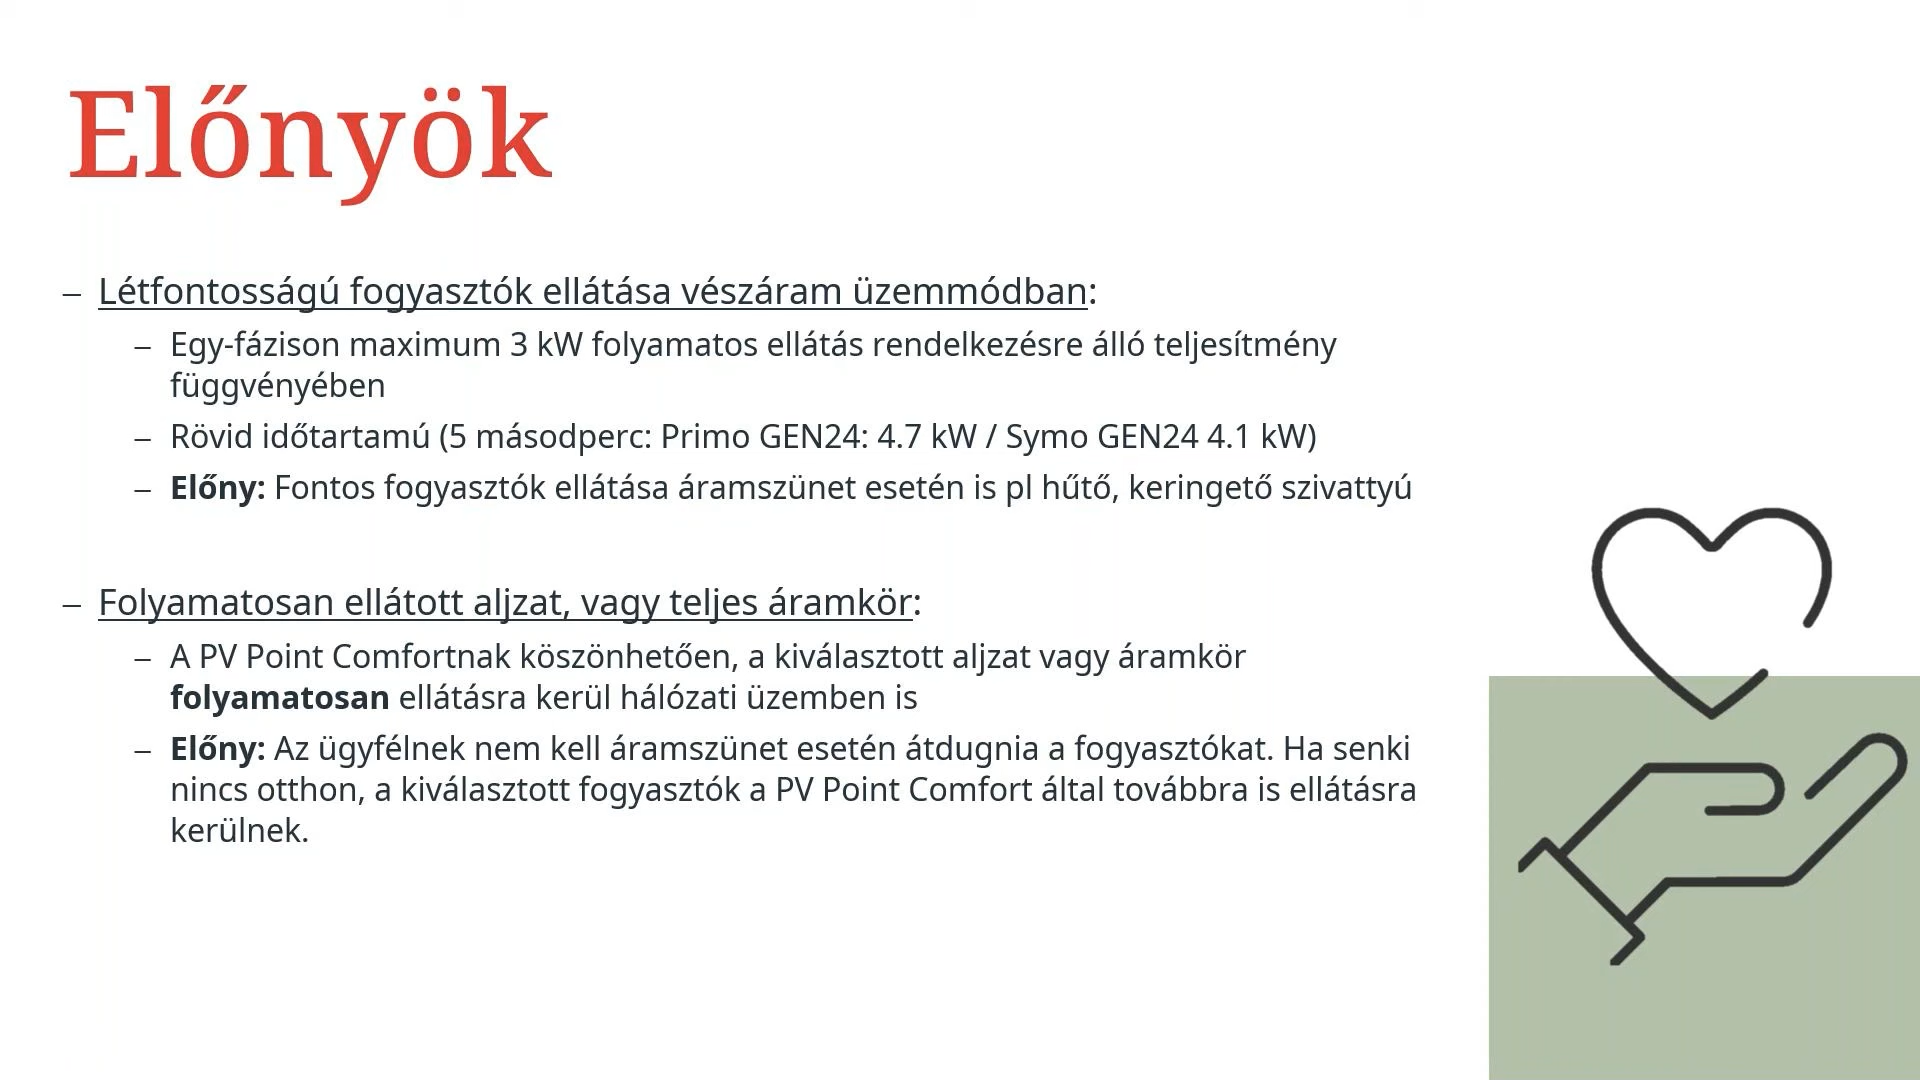 Előnyök
– Létfontosságú fogyasztók ellátása vészáram üzemmódban:
– Egy-fázison maximum 3 kW folyamatos ellátás rendelkezésre álló teljesítmény
függvényében
– Rövid időtartamú (5 másodperc: Primo GEN24: 4.7 kW / Symo GEN24 4.1 kW)
– Előny: Fontos fogyasztók ellátása áramszünet esetén is pl hűtő, keringető szivattyú
– Folyamatosan ellátott aljzat, vagy teljes áramkör:
– A PV Point Comfortnak köszönhetően, a kiválasztott aljzat vagy áramkör
folyamatosan ellátásra kerül hálózati üzemben is
– Előny: Az ügyfélnek nem kell áramszünet esetén átdugnia a fogyasztókat. Ha senki
nincs otthon, a kiválasztott fogyasztók a PV Point Comfort által továbbra is ellátásra
kerülnek.